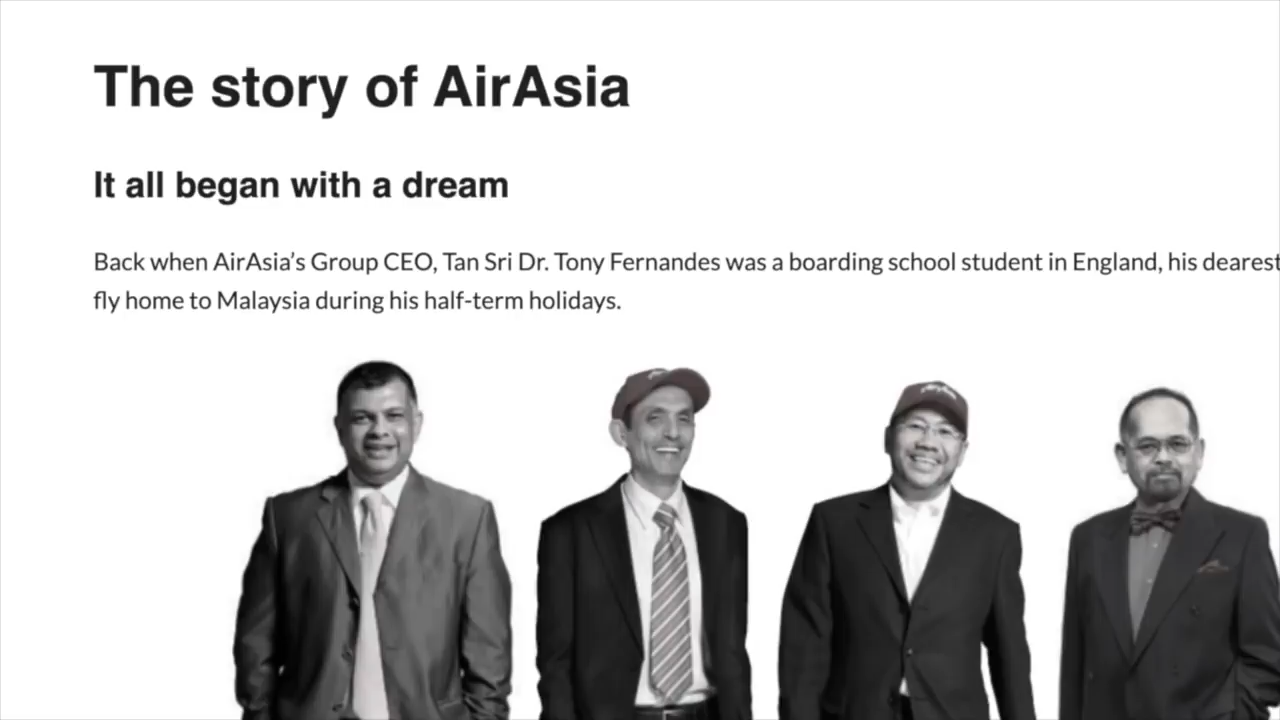 The story of AirAsia
It all began with a dream
Back when AirAsia’s Group CEO, Tan Sri Dr. Tony Fernandes was a boarding school student in England, his dearest
fly home to Malaysia during his half-term holidays.